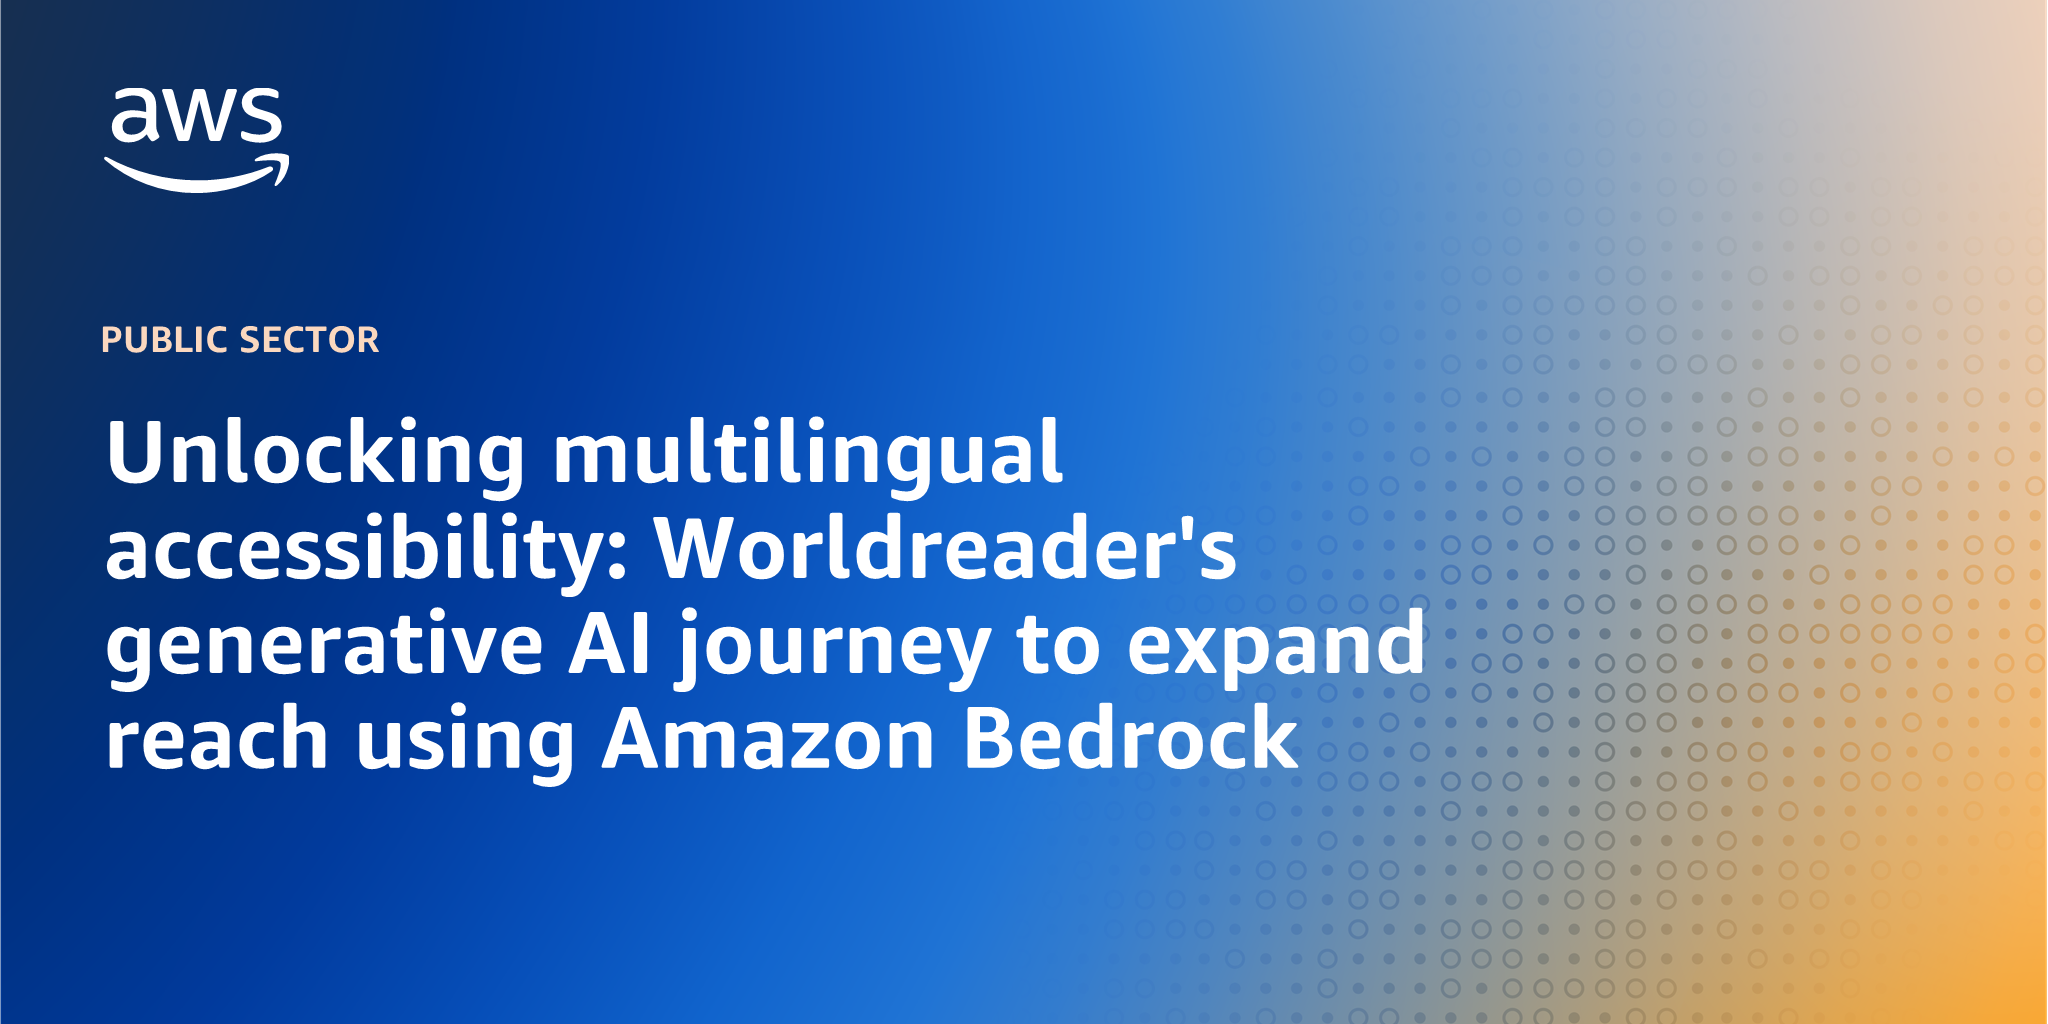 aws
PUBLIC SECTOR
Unlocking multilingual
accessibility: Worldreader's
generative AI journey to expand
reach using Amazon Bedrock